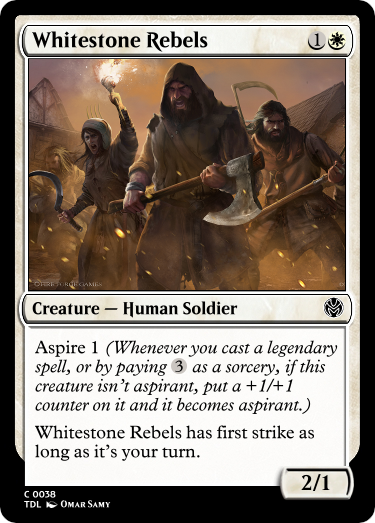 Whitestone Rebels 1
Creature — Human Soldier
Aspire 1 (Whenever you cast a legendary
spell, or by paying 3 as a sorcery, if this
creature isn't aspirant, put a +1/+1
counter on it and it becomes aspirant.)
Whitestone Rebels has first strike as
long as it's your turn.
2/1
C 0038
TDL Omar Samy